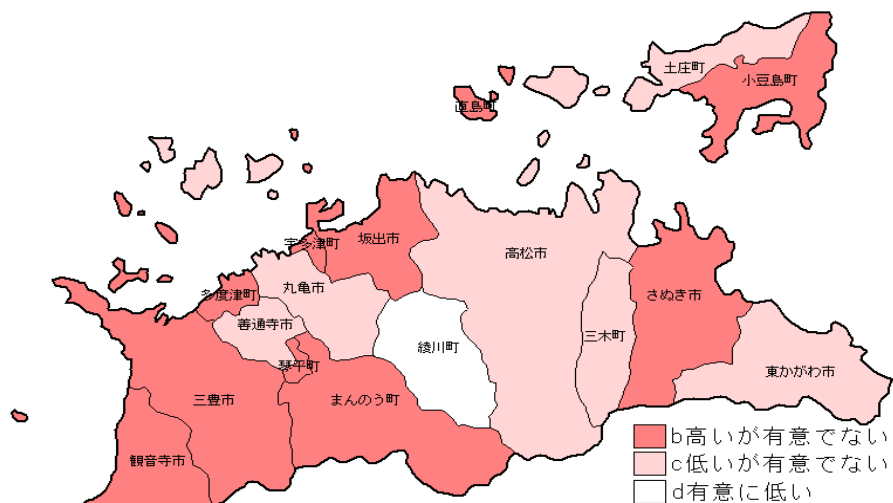 土庄町
小豆島町
直島町
宇多津町
坂出市
高松市
多度津町
丸亀市
さぬき市
善通寺市
綾川町
三木町
琴平町
東かがわ市
三豊市
まんのう町
観音寺市
b高いが有意でない
c低いが有意でない
d有意に低い